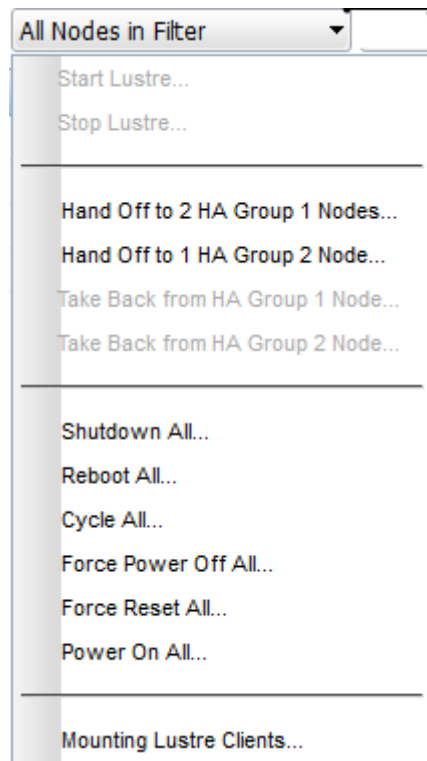 All Nodes in Filter
Start Lustre...
Stop Lustre...
Hand Off to 2 HA Group 1 Nodes...
Hand Off to 1 HA Group 2 Node...
Take Back from HA Group 1 Node...
Take Back from HA Group 2 Node...
Shutdown All...
Reboot All...
Cycle All...
Force Power Off All...
Force Reset All...
Power On All...
Mounting Lustre Clients...